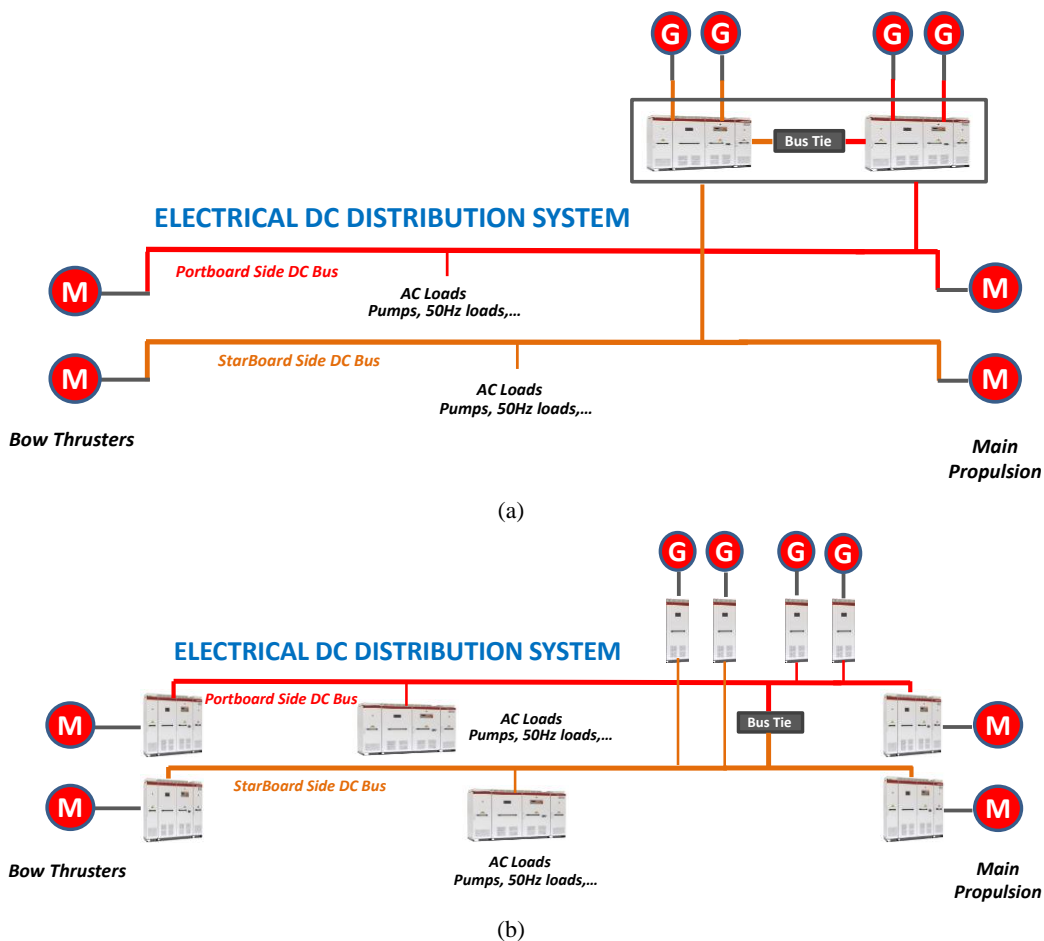 G G G G
Bus Tie
ELECTRICAL DC DISTRIBUTION SYSTEM
Portboard Side DC Bus
M
M
AC Loads
Pumps, 50Hz loads,...
StarBoard Side DC Bus
M
M
AC Loads
Pumps, 50Hz loads,...
Bow Thrusters
Main
Propulsion
(a)
G G G G
ELECTRICAL DC DISTRIBUTION SYSTEM
Portboard Side DC Bus
M
AC Loads
Pumps, 50Hz loads,...
Bus Tie
M
StarBoard Side DC Bus
M
M
AC Loads
Pumps, 50Hz loads,...
Bow Thrusters
Main
Propulsion
(b)